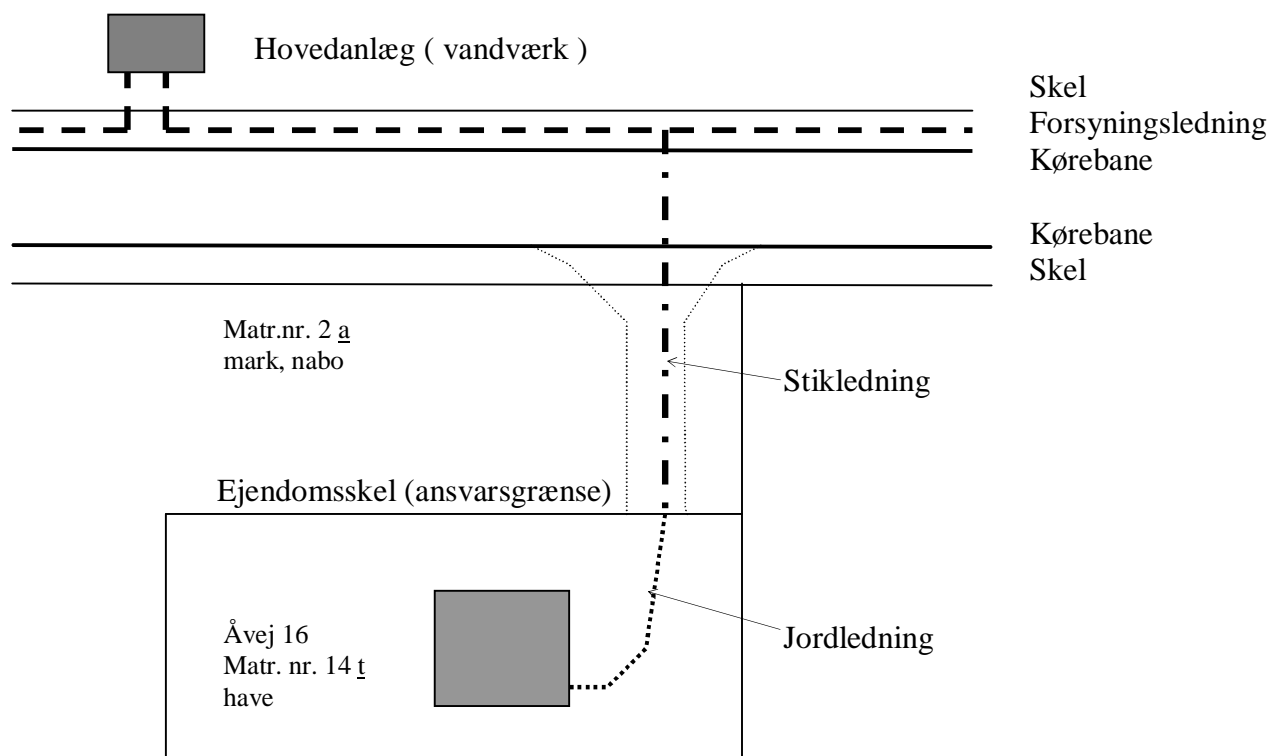 Hovedanlæg ( vandværk )
Skel
Forsyningsledning
Kørebane
Kørebane
Skel
Matr.nr. 2 a
mark, nabo
Stikledning
Ejendomsskel (ansvarsgrænse)
Åvej 16
Matr. nr. 14 t
have
Jordledning